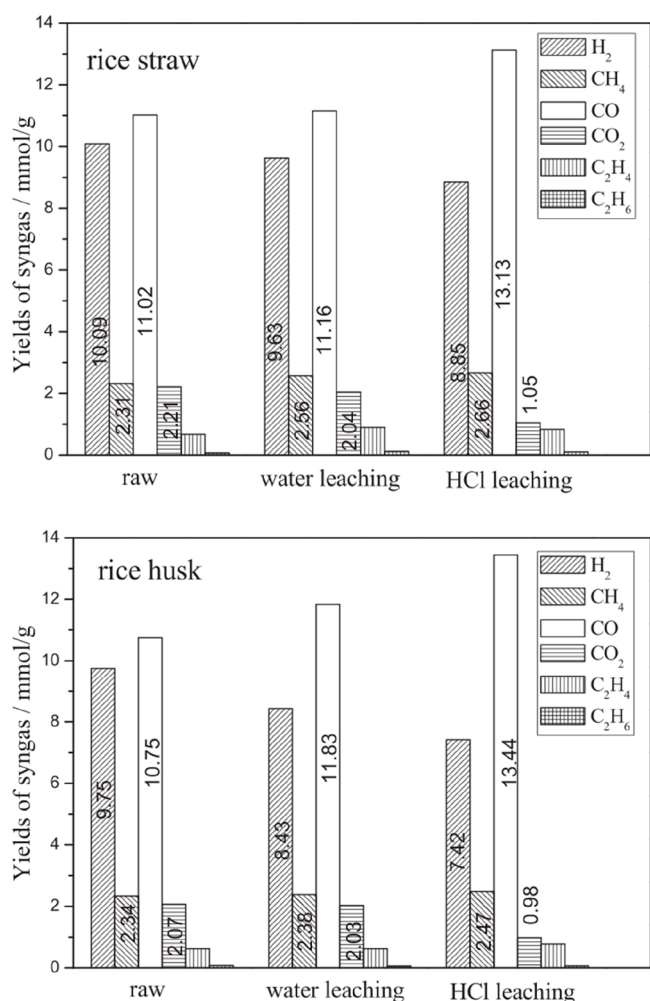 Yields of syngas / mmol/g
14
12
10
8
6
4
2
0
rice straw
H₂
CH₄
CO
CO₂
C₂H₄
C₂H₆
10.09
2.31
11.02
2.21
9.63
2.56
11.16
2.04
8.85
2.66
13.13
1.05
raw water leaching HCl leaching
Yields of syngas / mmol/g
14
12
10
8
6
4
2
0
rice husk
H₂
CH₄
CO
CO₂
C₂H₄
C₂H₆
9.75
2.34
10.75
2.07
8.43
2.38
11.83
2.03
7.42
2.47
13.44
0.98
raw water leaching HCl leaching